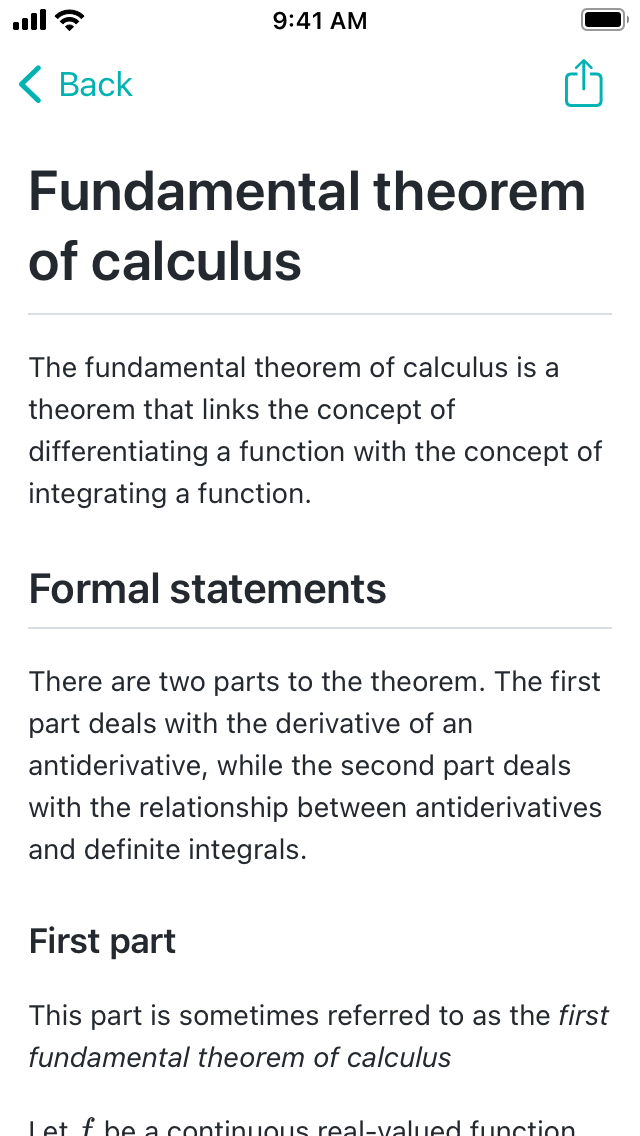 9:41 AM
Back
Fundamental theorem
of calculus
The fundamental theorem of calculus is a
theorem that links the concept of
differentiating a function with the concept of
integrating a function.
Formal statements
There are two parts to the theorem. The first
part deals with the derivative of an
antiderivative, while the second part deals
with the relationship between antiderivatives
and definite integrals.
First part
This part is sometimes referred to as the first
fundamental theorem of calculus
Let f be a continuous real-valued function